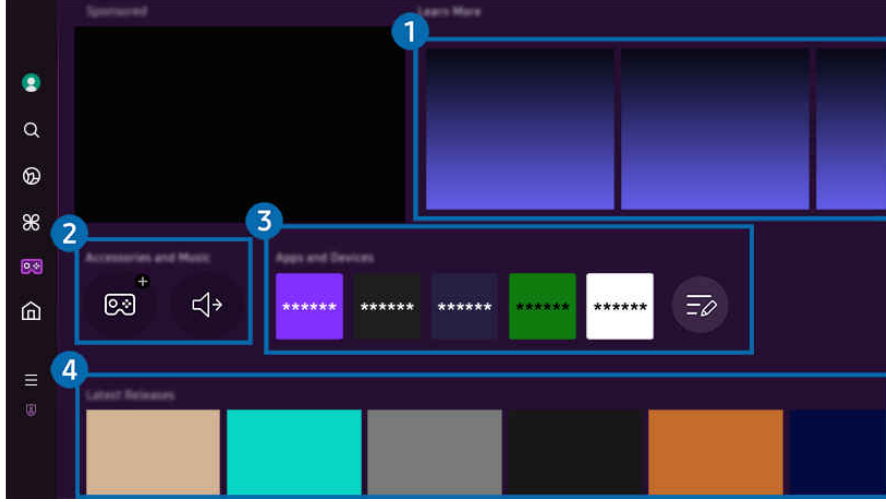 Sponsored
Learn More
1
2
3
Accessories and Music
Apps and Devices
****** ****** ****** ****** ******
4
Latest Releases